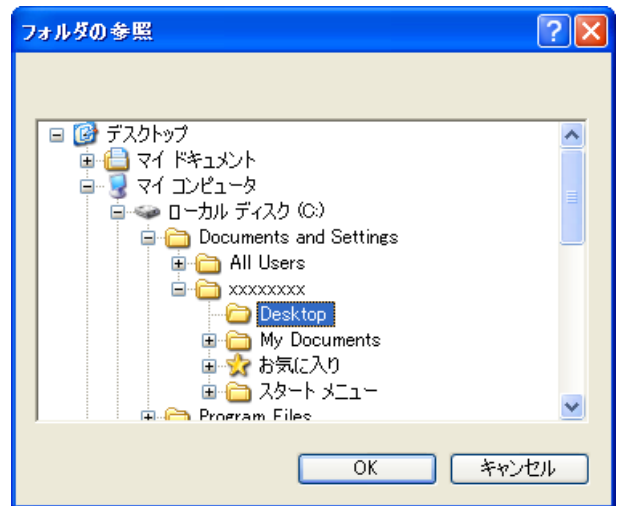 フォルダの参照
デスクトップ
マイ ドキュメント
マイ コンピュータ
ローカル ディスク (C:)
Documents and Settings
All Users
xxxxxxxx
Desktop
My Documents
お気に入り
スタート メニュー
Program Files
OK キャンセル